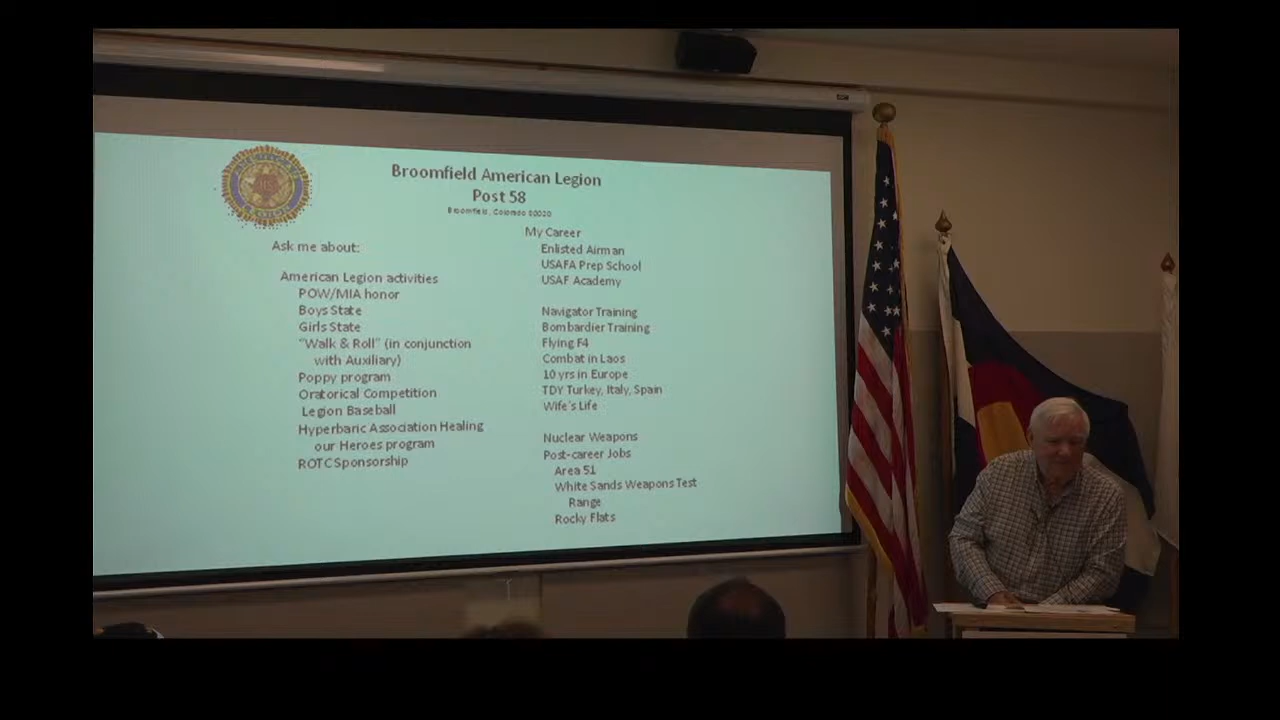 Broomfield American Legion
Post 58
Broomfield, Colorado 80020
Ask me about:
American Legion activities
POW/MIA honor
Boys State
Girls State
"Walk & Roll" (in conjunction
with Auxiliary)
Poppy program
Oratorical Competition
Legion Baseball
Hyperbaric Association Healing
our Heroes program
ROTC Sponsorship
My Career
Enlisted Airman
USAFA Prep School
USAF Academy
Navigator Training
Bombardier Training
Flying F4
Combat in Laos
10 yrs in Europe
TDY Turkey, Italy, Spain
Wife's Life
Nuclear Weapons
Post-career Jobs
Area 51
White Sands Weapons Test
Range
Rocky Flats